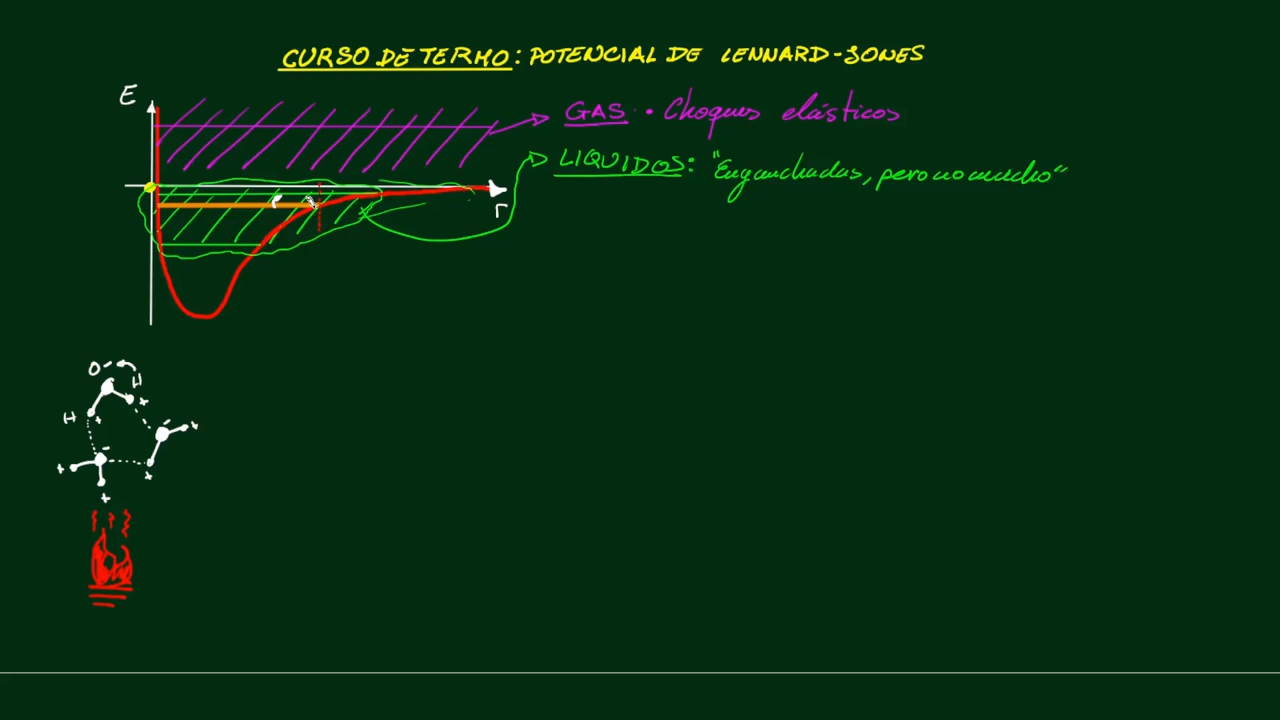 CURSO DE TERMO: POTENCIAL DE LENNARD-JONES
E
GAS • Choques elásticos
LIQUIDOS: "Enganchadas, pero no mucho"
r
O - H
+
H +
- +
-
+ +
+